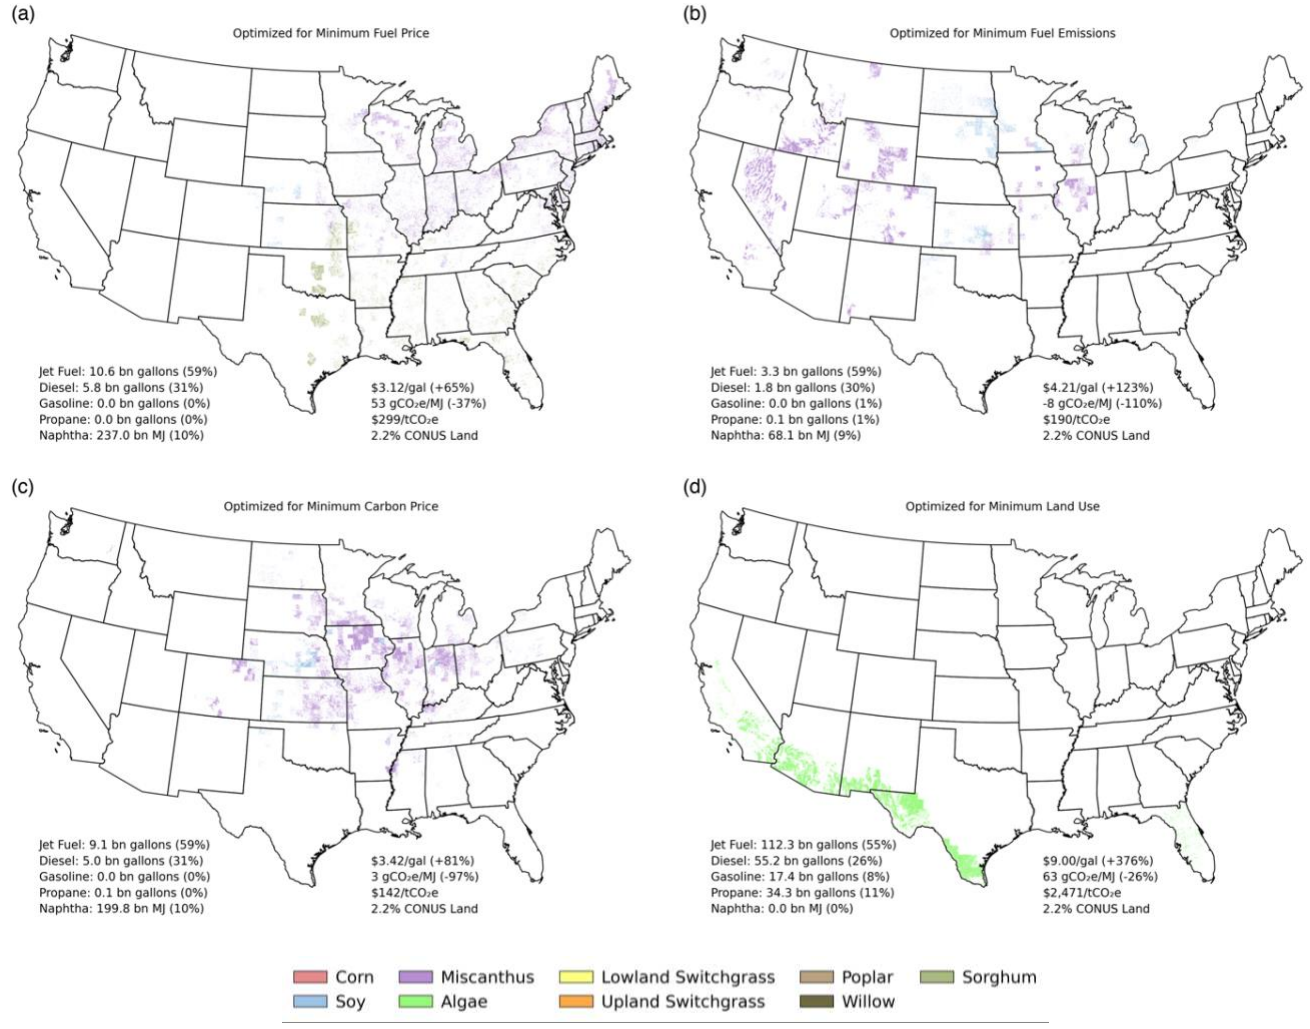 (a)
Optimized for Minimum Fuel Price
Jet Fuel: 10.6 bn gallons (59%)
Diesel: 5.8 bn gallons (31%)
Gasoline: 0.0 bn gallons (0%)
Propane: 0.0 bn gallons (0%)
Naphtha: 237.0 bn MJ (10%)
$3.12/gal (+65%)
53 gCO₂e/MJ (-37%)
$299/tCO₂e
2.2% CONUS Land
(b)
Optimized for Minimum Fuel Emissions
Jet Fuel: 3.3 bn gallons (59%)
Diesel: 1.8 bn gallons (30%)
Gasoline: 0.0 bn gallons (1%)
Propane: 0.1 bn gallons (1%)
Naphtha: 68.1 bn MJ (9%)
$4.21/gal (+123%)
-8 gCO₂e/MJ (-110%)
$190/tCO₂e
2.2% CONUS Land
(c)
Optimized for Minimum Carbon Price
Jet Fuel: 9.1 bn gallons (59%)
Diesel: 5.0 bn gallons (31%)
Gasoline: 0.0 bn gallons (0%)
Propane: 0.1 bn gallons (0%)
Naphtha: 199.8 bn MJ (10%)
$3.42/gal (+81%)
3 gCO₂e/MJ (-97%)
$142/tCO₂e
2.2% CONUS Land
(d)
Optimized for Minimum Land Use
Jet Fuel: 112.3 bn gallons (55%)
Diesel: 55.2 bn gallons (26%)
Gasoline: 17.4 bn gallons (8%)
Propane: 34.3 bn gallons (11%)
Naphtha: 0.0 bn MJ (0%)
$9.00/gal (+376%)
63 gCO₂e/MJ (-26%)
$2,471/tCO₂e
2.2% CONUS Land
Corn
Miscanthus
Lowland Switchgrass
Poplar
Sorghum
Soy
Algae
Upland Switchgrass
Willow